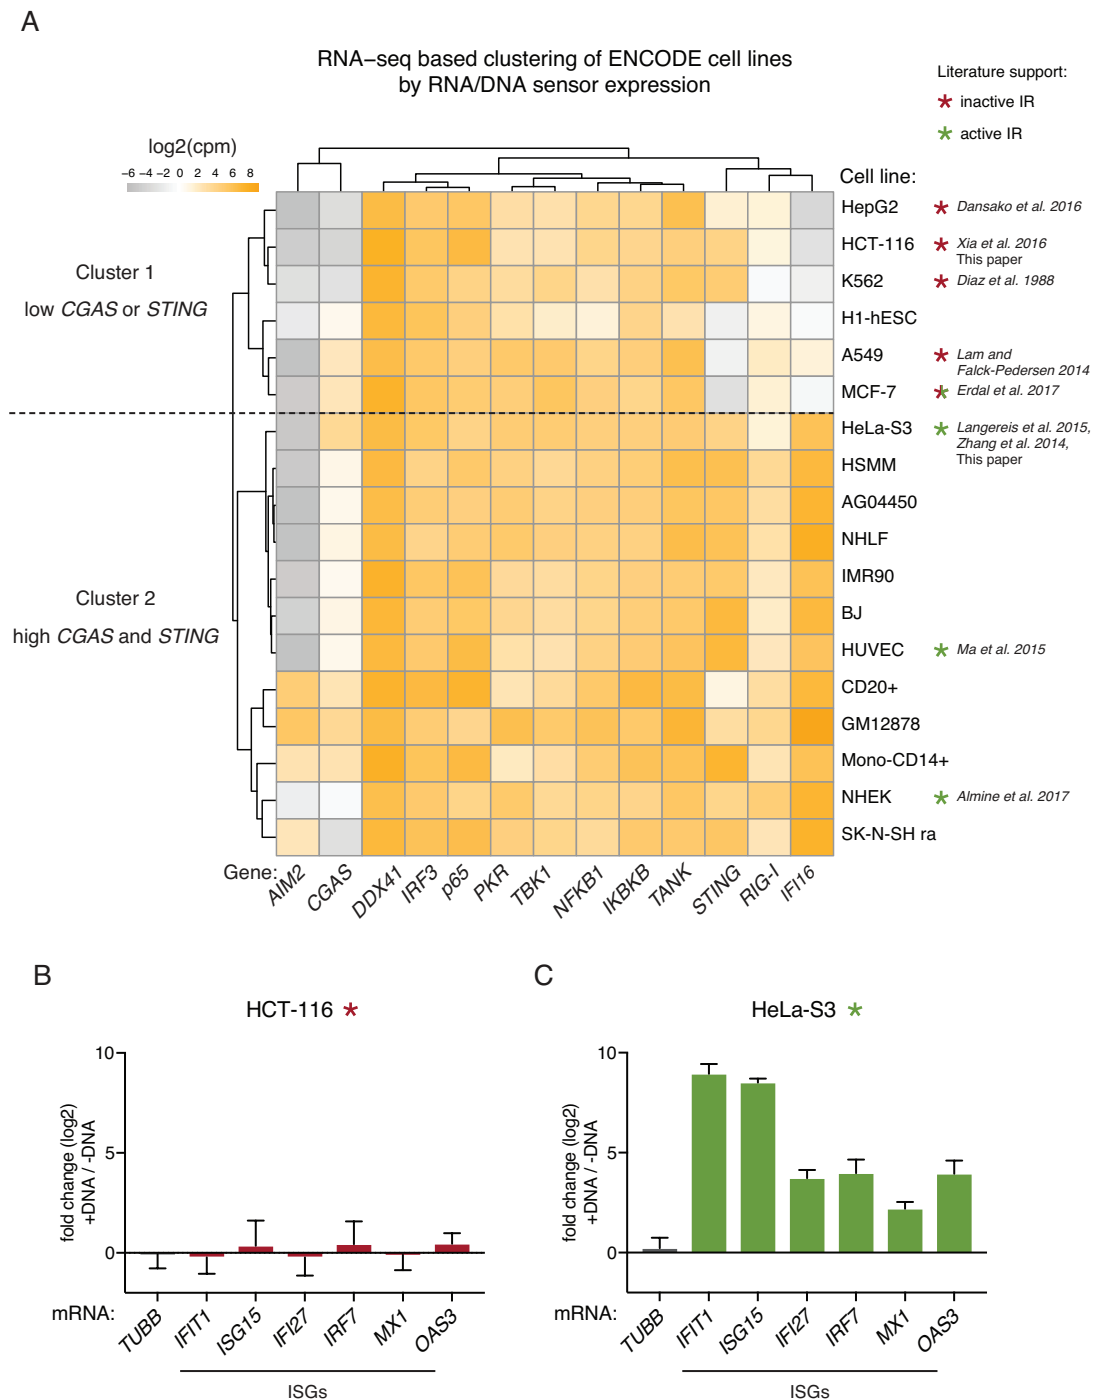 A
RNA−seq based clustering of ENCODE cell lines
by RNA/DNA sensor expression
Literature support:
inactive IR
active IR
log2(cpm)
−6 −4 −2 0 2 4 6 8
Cell line:
Cluster 1
low CGAS or STING
Cluster 2
high CGAS and STING
HepG2 Dansako et al. 2016
HCT-116 Xia et al. 2016
This paper
K562 Diaz et al. 1988
H1-hESC
A549 Lam and
Falck-Pedersen 2014
MCF-7 Erdal et al. 2017
HeLa-S3 Langereis et al. 2015,
Zhang et al. 2014,
This paper
HSMM
AG04450
NHLF
IMR90
BJ
HUVEC Ma et al. 2015
CD20+
GM12878
Mono-CD14+
NHEK Almine et al. 2017
SK-N-SH ra
Gene: AIM2 CGAS DDX41 IRF3 p65 PKR TBK1 NFKB1 IKBKB TANK STING RIG-I IFI16
B
HCT-116
fold change (log2)
+DNA / -DNA
10
5
0
mRNA: TUBB IFIT1 ISG15 IFI27 IRF7 MX1 OAS3
ISGs
C
HeLa-S3
fold change (log2)
+DNA / -DNA
10
5
0
mRNA: TUBB IFIT1 ISG15 IFI27 IRF7 MX1 OAS3
ISGs